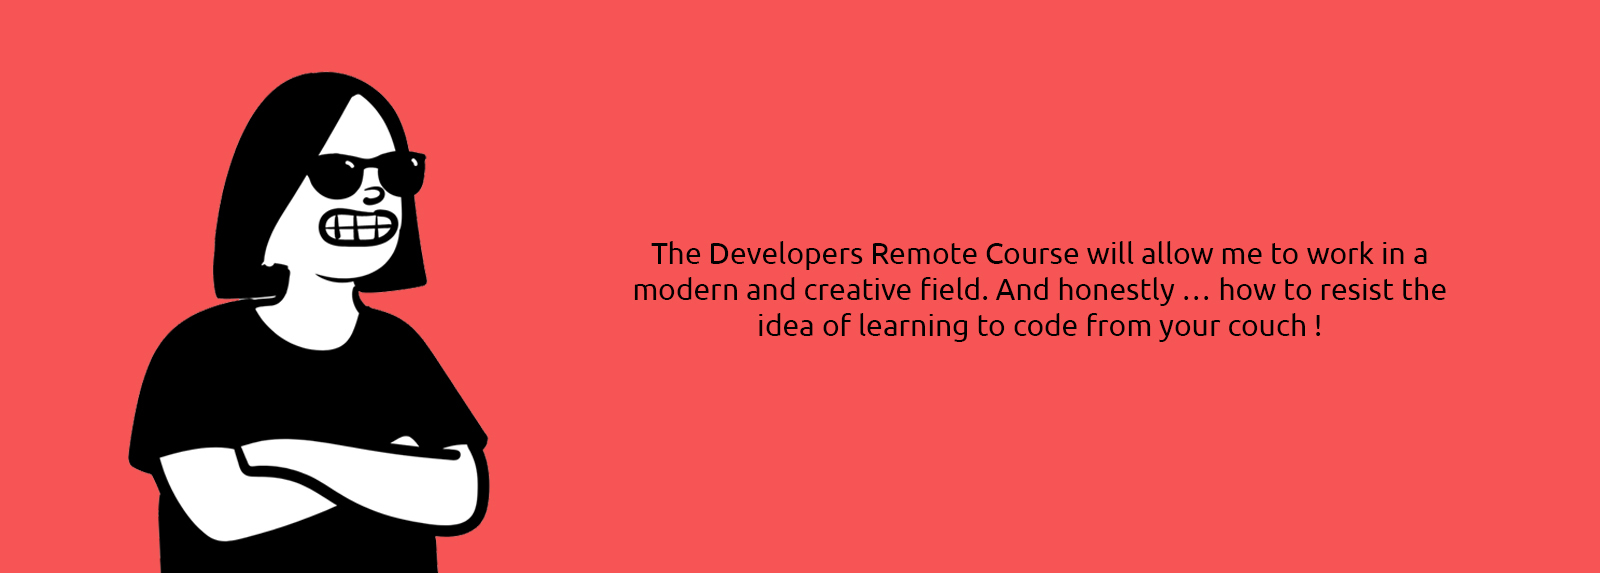 The Developers Remote Course will allow me to work in a
modern and creative field. And honestly ... how to resist the
idea of learning to code from your couch !